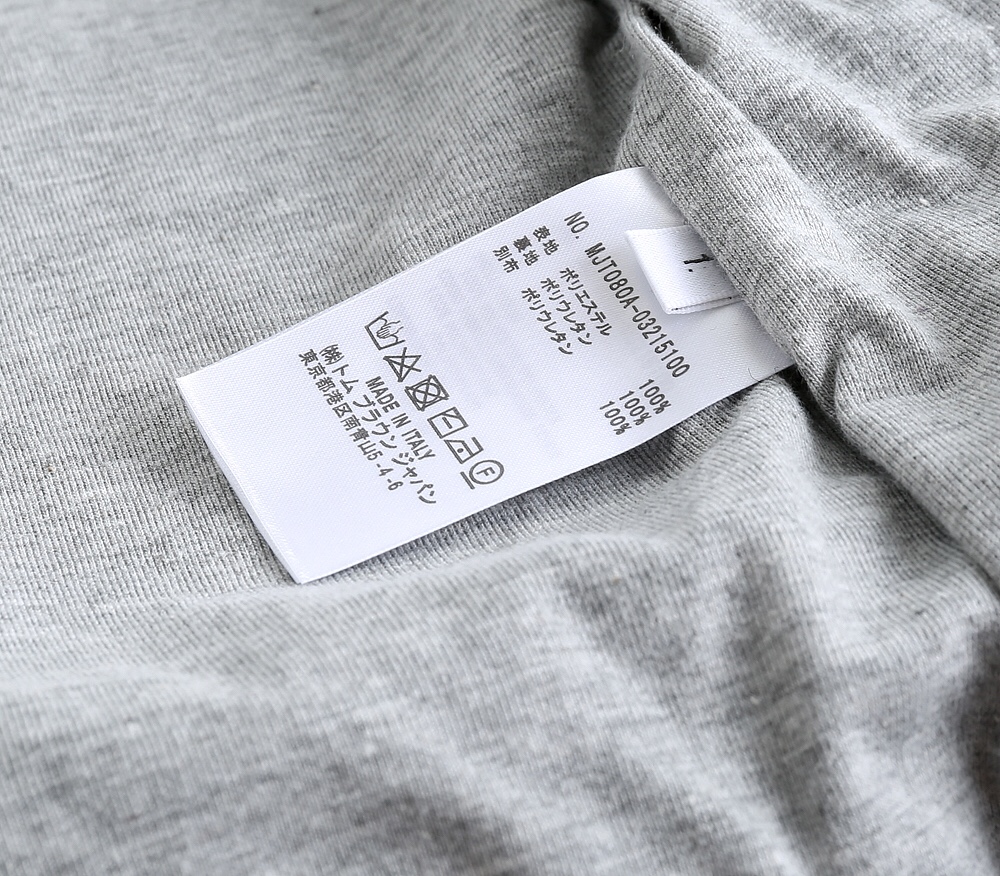 NO. MJT080A-03215100
表地 ポリエステル 100%
裏地 ポリウレタン 100%
別布 ポリウレタン 100%
F
MADE IN ITALY
㈱トム ブラウン ジャパン
東京都港区南青山5-4-6
1